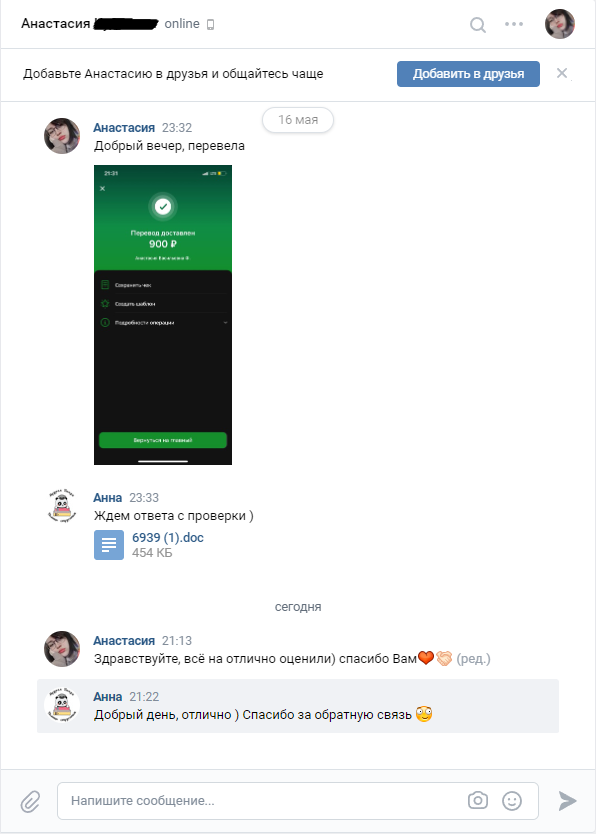 Анастасия
online
Добавьте Анастасию в друзья и общайтесь чаще
Добавить в друзья
16 мая
Анастасия 23:32
Добрый вечер, перевела
21:31
Перевод доставлен
900 ₽
Сохранить чек
Создать шаблон
Подробности операции
Вернуться на главный
Анна 23:33
Ждем ответа с проверки )
6939 (1).doc
454 КБ
сегодня
Анастасия 21:13
Здравствуйте, всё на отлично оценили) спасибо Вам❤🤝 (ред.)
Анна 21:22
Добрый день, отлично ) Спасибо за обратную связь 😳
Напишите сообщение...